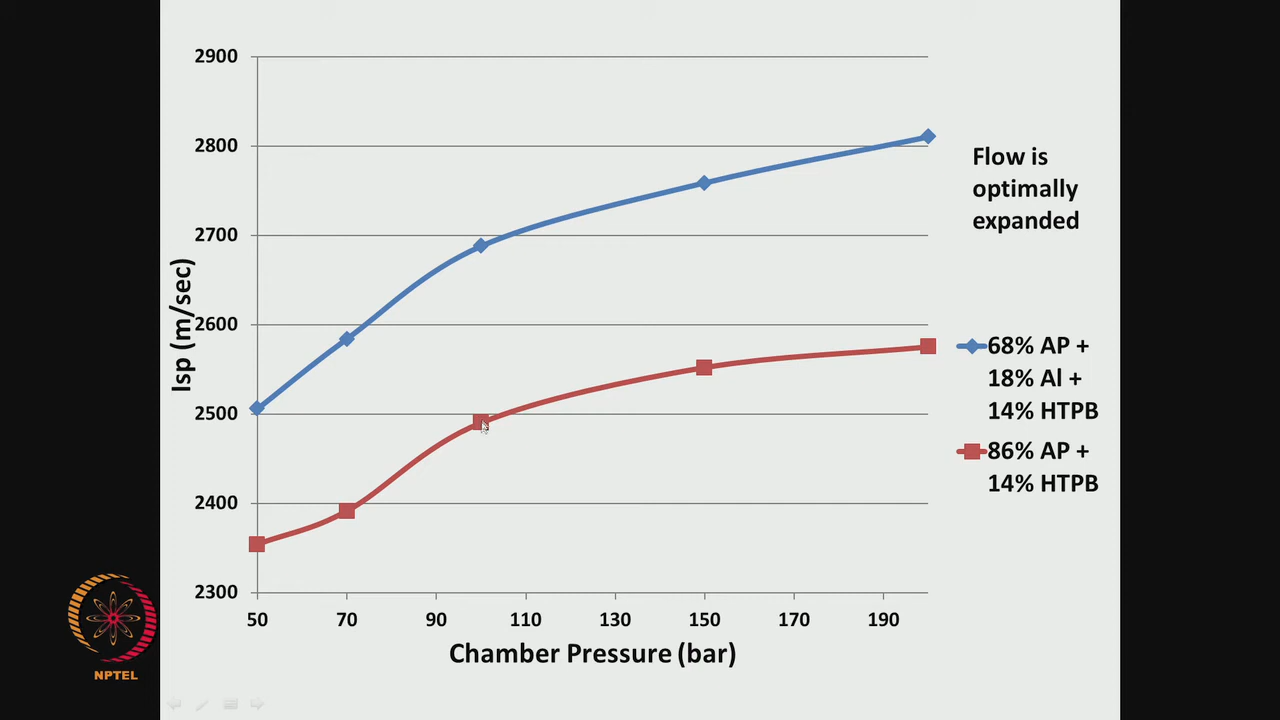 2900
2800
2700
2600
2500
2400
2300
Isp (m/sec)
50 70 90 110 130 150 170 190
Chamber Pressure (bar)
Flow is
optimally
expanded
68% AP +
18% Al +
14% HTPB
86% AP +
14% HTPB
NPTEL